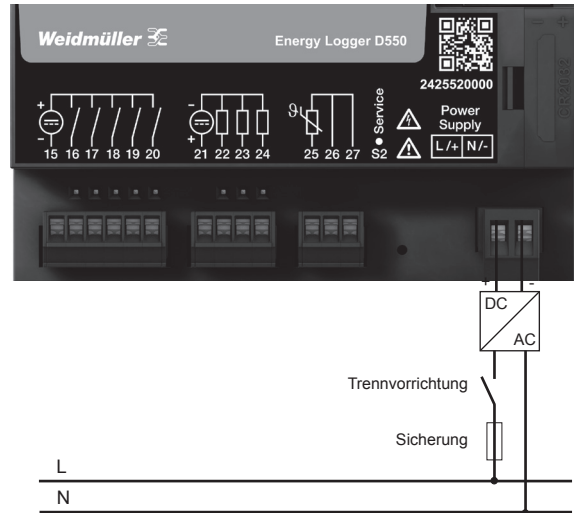 Weidmüller
Energy Logger D550
2425520000
+
-
15 16 17 18 19 20
-
+
21 22 23 24
ϑ
25 26 27
Service
S2
Power
Supply
L/+ N/-
- +
+ -
DC
AC
Trennvorrichtung
Sicherung
L
N